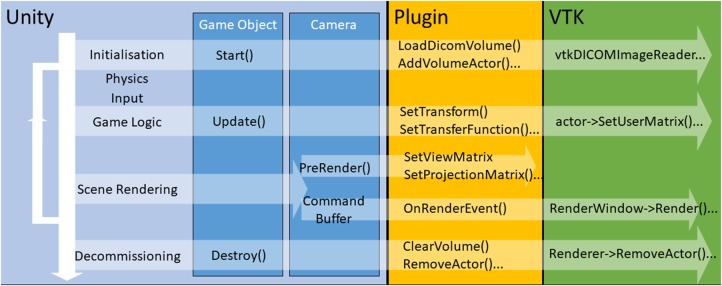 Unity
Plugin
VTK
Game Object
Camera
Initialisation
Start()
LoadDicomVolume()
AddVolumeActor()...
vtkDICOMImageReader...
Physics
Input
Game Logic
Update()
SetTransform()
SetTransferFunction()...
actor->SetUserMatrix()...
Scene Rendering
PreRender()
SetViewMatrix
SetProjectionMatrix()...
Command
Buffer
OnRenderEvent()
RenderWindow->Render()...
Decommissioning
Destroy()
ClearVolume()
RemoveActor()...
Renderer->RemoveActor()...